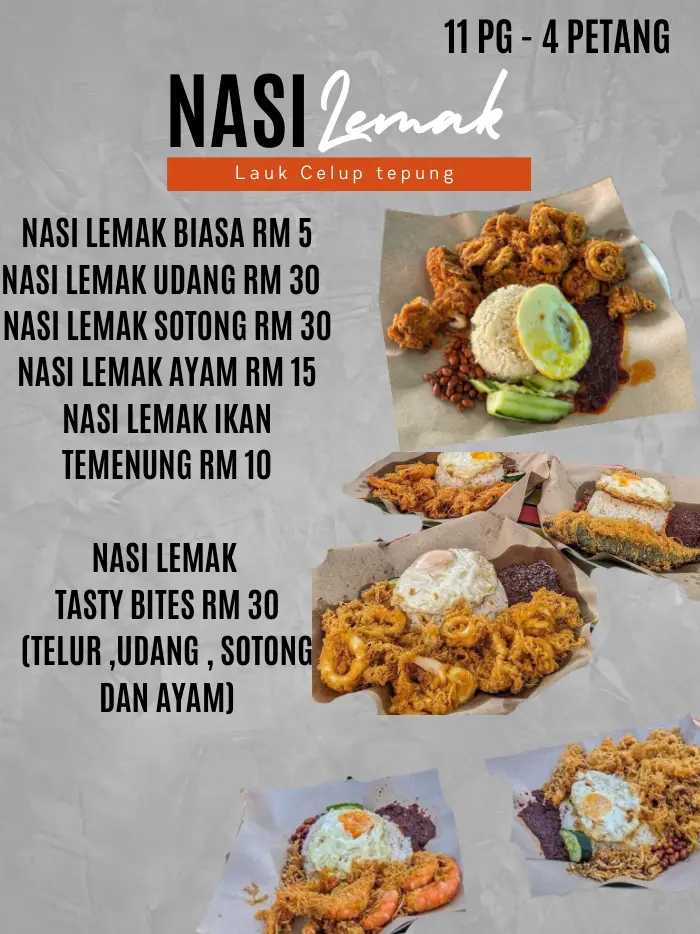 11 PG - 4 PETANG
NASI Lemak
Lauk Celup tepung
NASI LEMAK BIASA RM 5
NASI LEMAK UDANG RM 30
NASI LEMAK SOTONG RM 30
NASI LEMAK AYAM RM 15
NASI LEMAK IKAN
TEMENUNG RM 10
NASI LEMAK
TASTY BITES RM 30
(TELUR ,UDANG , SOTONG
DAN AYAM)